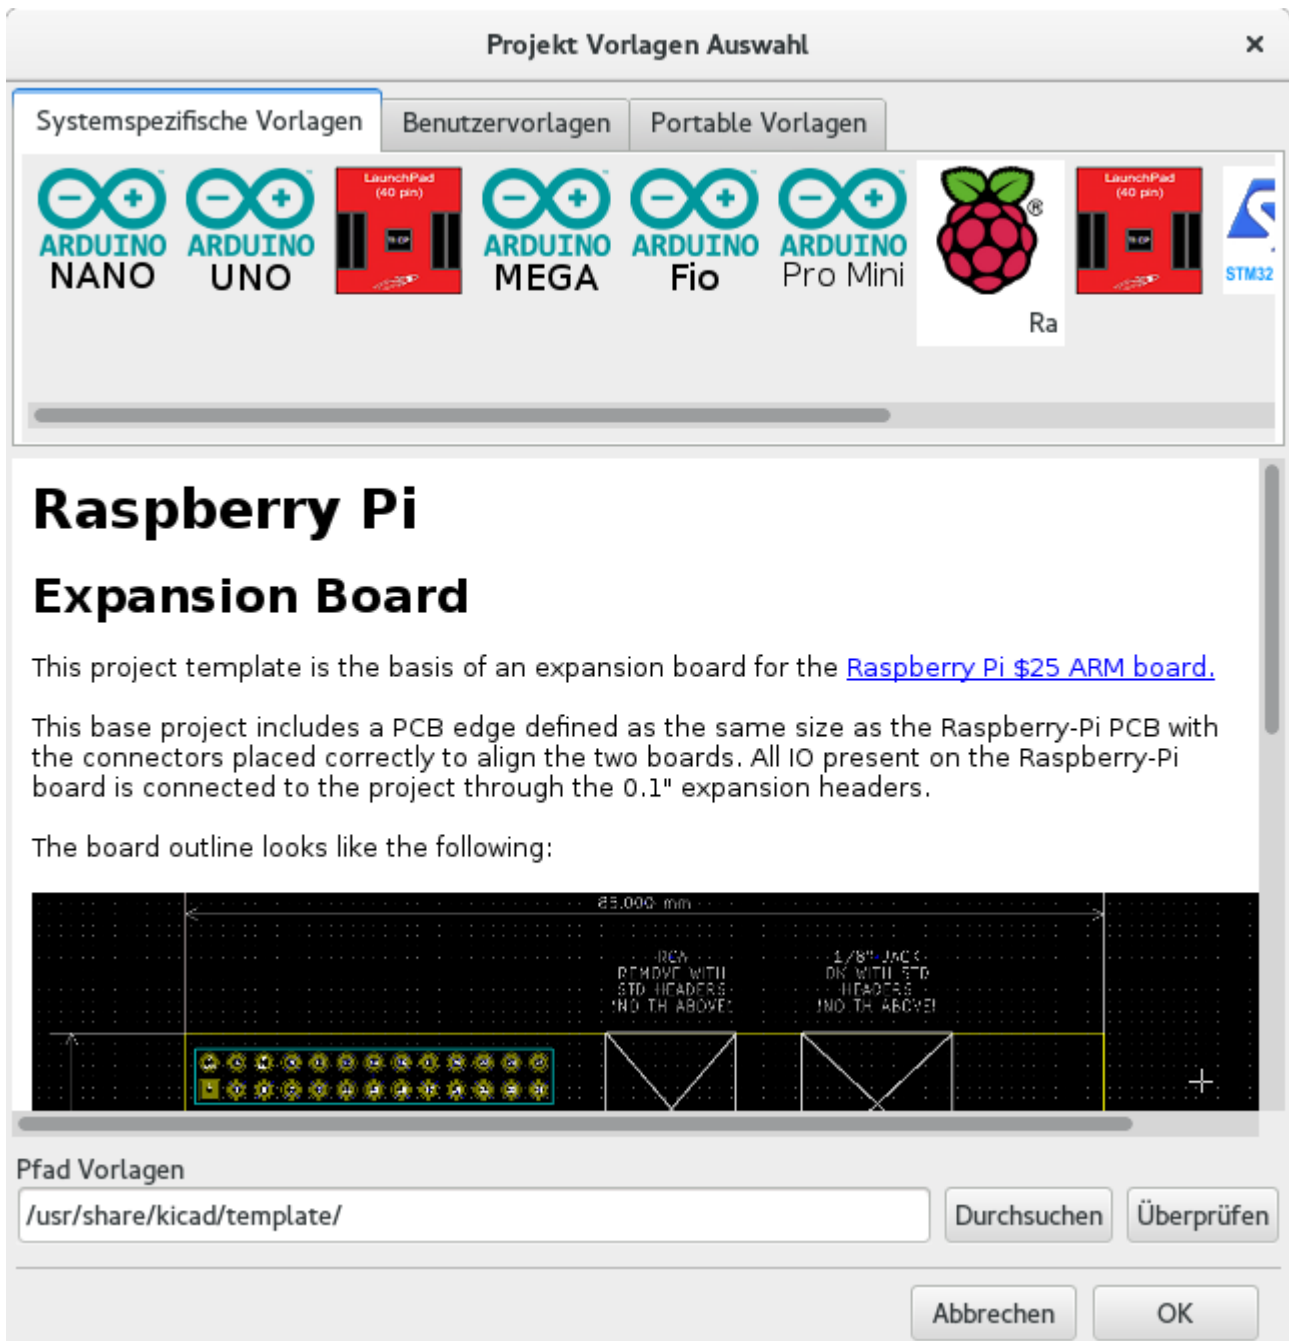 Projekt Vorlagen Auswahl
Systemspezifische Vorlagen
Benutzervorlagen
Portable Vorlagen
ARDUINO
NANO
ARDUINO
UNO
LaunchPad
(40 pin)
ARDUINO
MEGA
ARDUINO
Fio
ARDUINO
Pro Mini
®
Ra
LaunchPad
(40 pin)
STM32
Raspberry Pi
Expansion Board
This project template is the basis of an expansion board for the Raspberry Pi $25 ARM board.
This base project includes a PCB edge defined as the same size as the Raspberry-Pi PCB with
the connectors placed correctly to align the two boards. All IO present on the Raspberry-Pi
board is connected to the project through the 0.1" expansion headers.
The board outline looks like the following:
85.000 mm
RCA
REMOVE WITH
STD HEADERS
!NO TH ABOVE!
1/8" JACK
OK WITH STD
HEADERS
!NO TH ABOVE!
Pfad Vorlagen
/usr/share/kicad/template/
Durchsuchen
Überprüfen
Abbrechen
OK